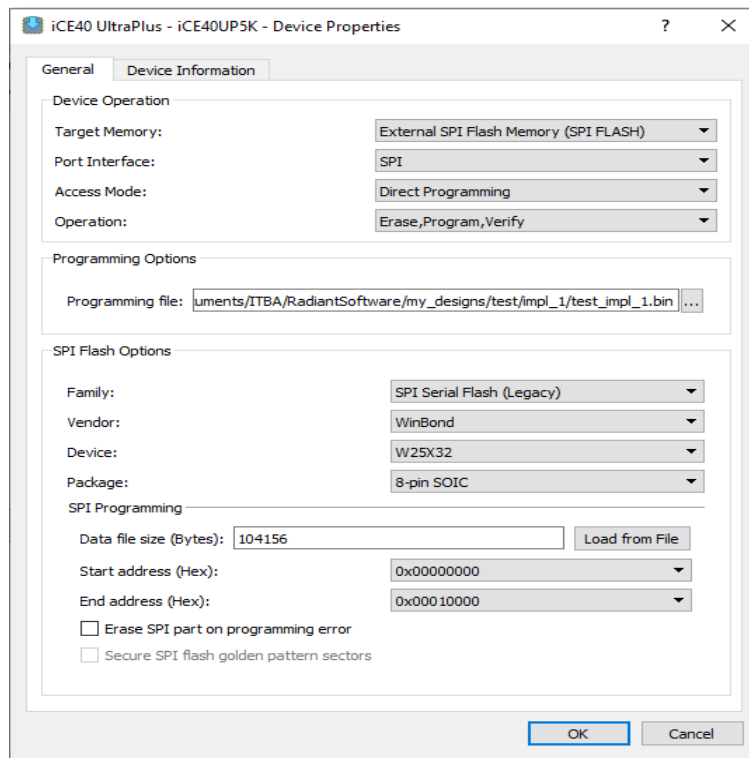 iCE40 UltraPlus - iCE40UP5K - Device Properties ? ×
General Device Information
Device Operation
Target Memory: External SPI Flash Memory (SPI FLASH)
Port Interface: SPI
Access Mode: Direct Programming
Operation: Erase,Program,Verify
Programming Options
Programming file: uments/ITBA/RadiantSoftware/my_designs/test/impl_1/test_impl_1.bin ...
SPI Flash Options
Family: SPI Serial Flash (Legacy)
Vendor: WinBond
Device: W25X32
Package: 8-pin SOIC
SPI Programming
Data file size (Bytes): 104156 Load from File
Start address (Hex): 0x00000000
End address (Hex): 0x00010000
Erase SPI part on programming error
Secure SPI flash golden pattern sectors
OK Cancel